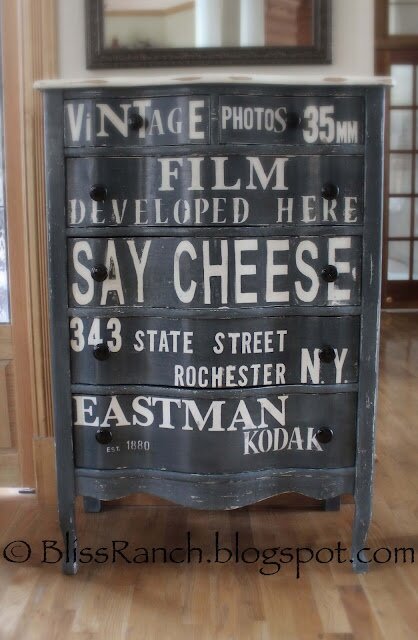 ViNTAGE PHOTOS 35MM
FILM
DEVELOPED HERE
SAY CHEESE
343 STATE STREET
ROCHESTER N.Y.
EASTMAN
EST. 1880 KODAK
© BlissRanch.blogspot.com